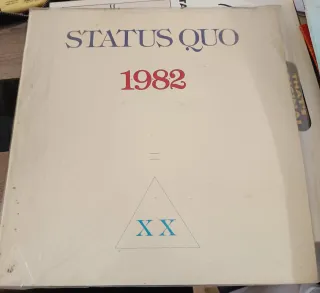 STATUS QUO
1982
=
XX